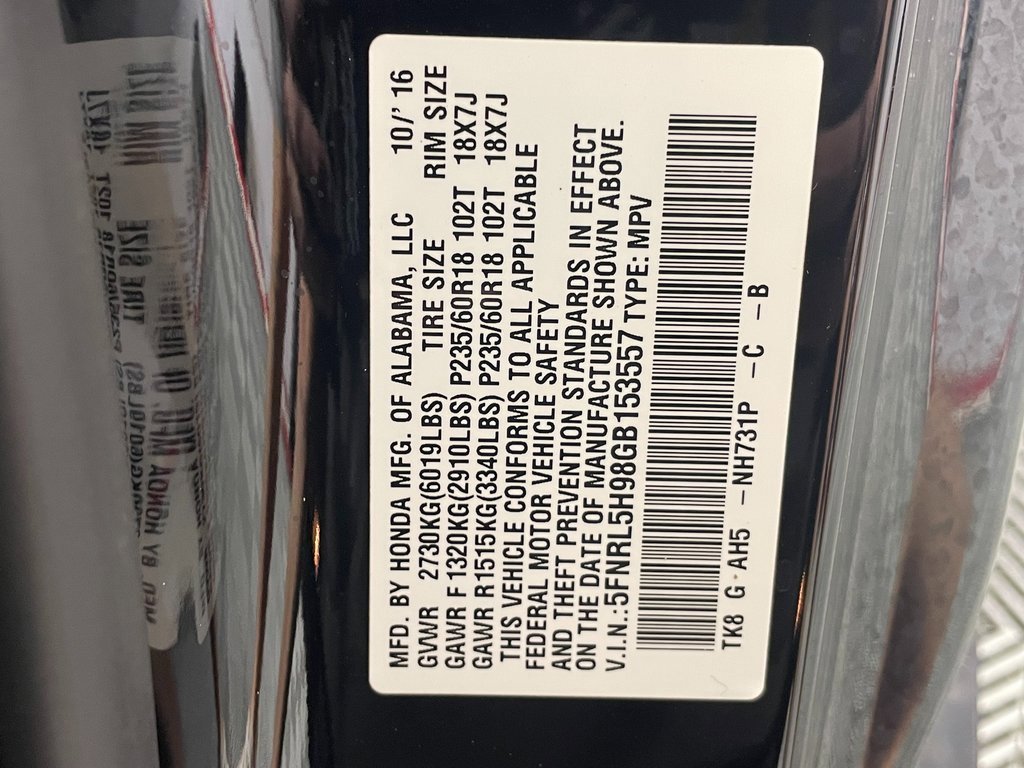 MFD. BY HONDA MFG. OF ALABAMA, LLC 10/' 16
GVWR 2730KG(6019LBS) TIRE SIZE RIM SIZE
GAWR F 1320KG(2910LBS) P235/60R18 102T 18X7J
GAWR R1515KG(3340LBS) P235/60R18 102T 18X7J
THIS VEHICLE CONFORMS TO ALL APPLICABLE
FEDERAL MOTOR VEHICLE SAFETY
AND THEFT PREVENTION STANDARDS IN EFFECT
ON THE DATE OF MANUFACTURE SHOWN ABOVE.
V.I.N.:5FNRL5H98GB153557 TYPE: MPV
TK8 G-AH5 -NH731P -C -B